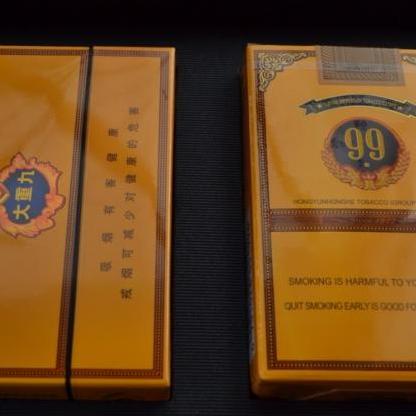 大重九
吸烟有害健康
戒烟可减少对健康的危害
99
HONGYUNHONGHE TOBACCO (GROUP
SMOKING IS HARMFUL TO YO
QUIT SMOKING EARLY IS GOOD FO